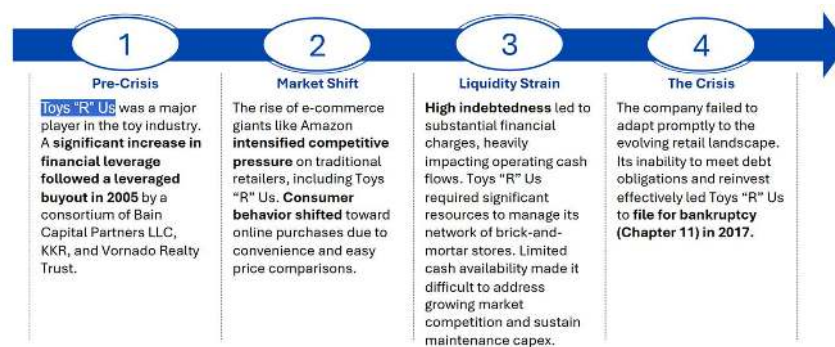 1
2
3
4
Pre-Crisis
Toys “R” Us was a major
player in the toy industry.
A significant increase in
financial leverage
followed a leveraged
buyout in 2005 by a
consortium of Bain
Capital Partners LLC,
KKR, and Vornado Realty
Trust.
Market Shift
The rise of e-commerce
giants like Amazon
intensified competitive
pressure on traditional
retailers, including Toys
“R” Us. Consumer
behavior shifted toward
online purchases due to
convenience and easy
price comparisons.
Liquidity Strain
High indebtedness led to
substantial financial
charges, heavily
impacting operating cash
flows. Toys “R” Us
required significant
resources to manage its
network of brick-and-
mortar stores. Limited
cash availability made it
difficult to address
growing market
competition and sustain
maintenance capex.
The Crisis
The company failed to
adapt promptly to the
evolving retail landscape.
Its inability to meet debt
obligations and reinvest
effectively led Toys “R” Us
to file for bankruptcy
(Chapter 11) in 2017.